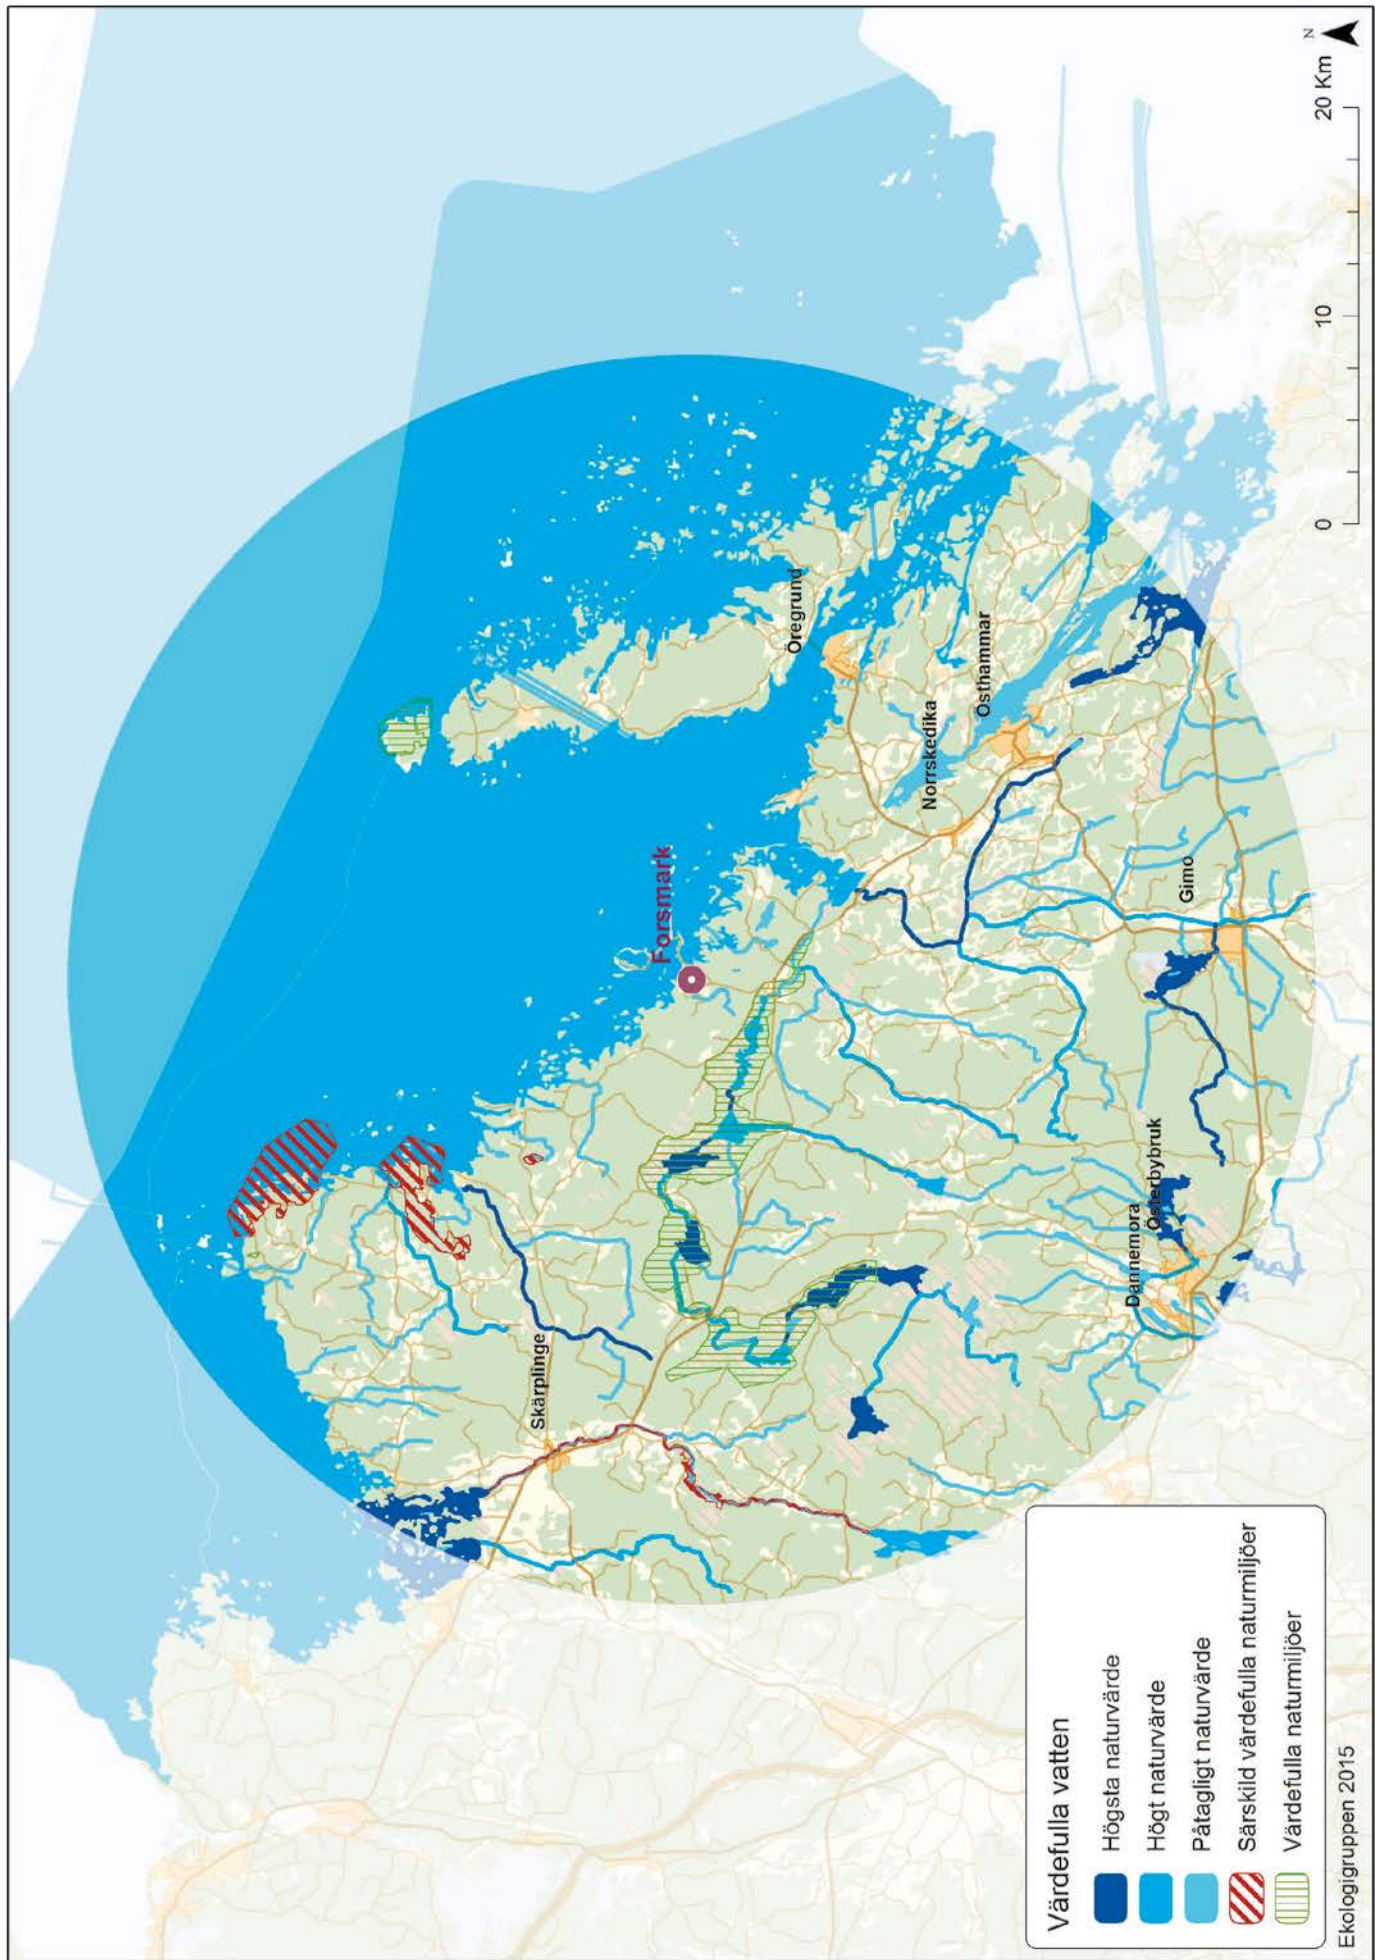 Forsmark
Öregrund
Norrskedika
Östhammar
Gimo
Skärplinge
Dannemora
Österbybruk
Värdefulla vatten
Högsta naturvärde
Högt naturvärde
Påtagligt naturvärde
Särskild värdefulla naturmiljöer
Värdefulla naturmiljöer
Ekologigruppen 2015
0 10 20 Km
N